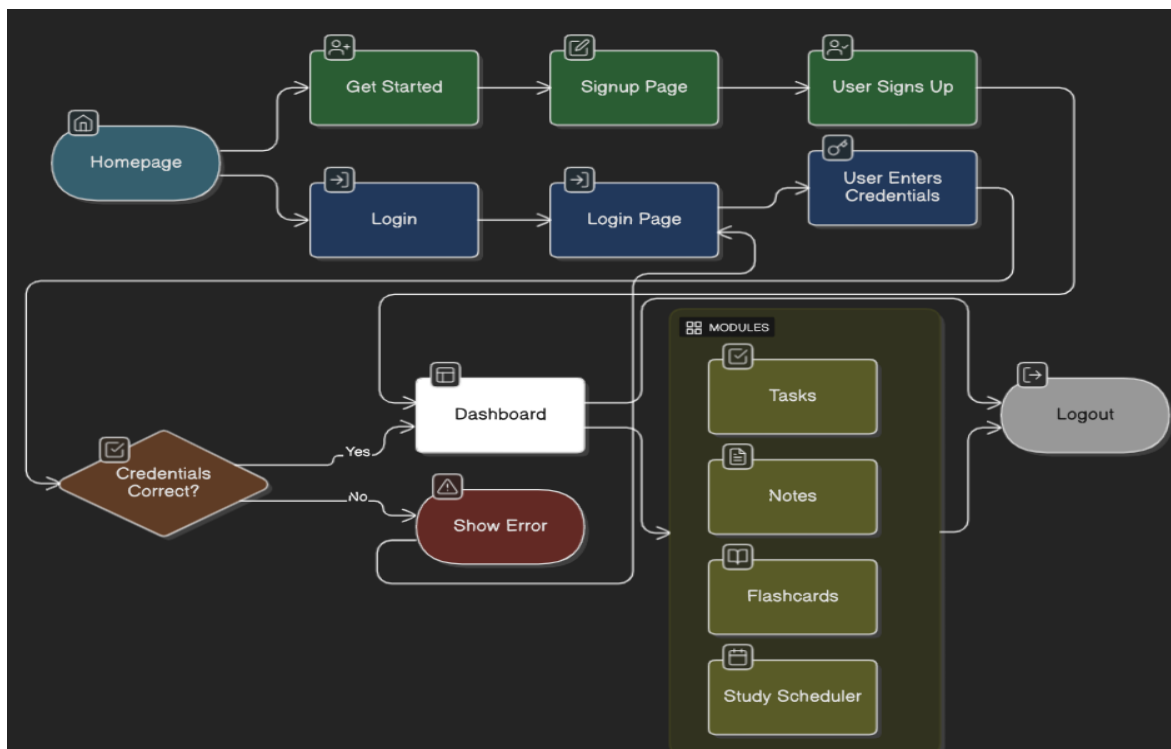 Get Started
Signup Page
User Signs Up
Homepage
Login
Login Page
User Enters
Credentials
MODULES
Tasks
Dashboard
Logout
Yes
Credentials
Correct?
No
Notes
Show Error
Flashcards
Study Scheduler